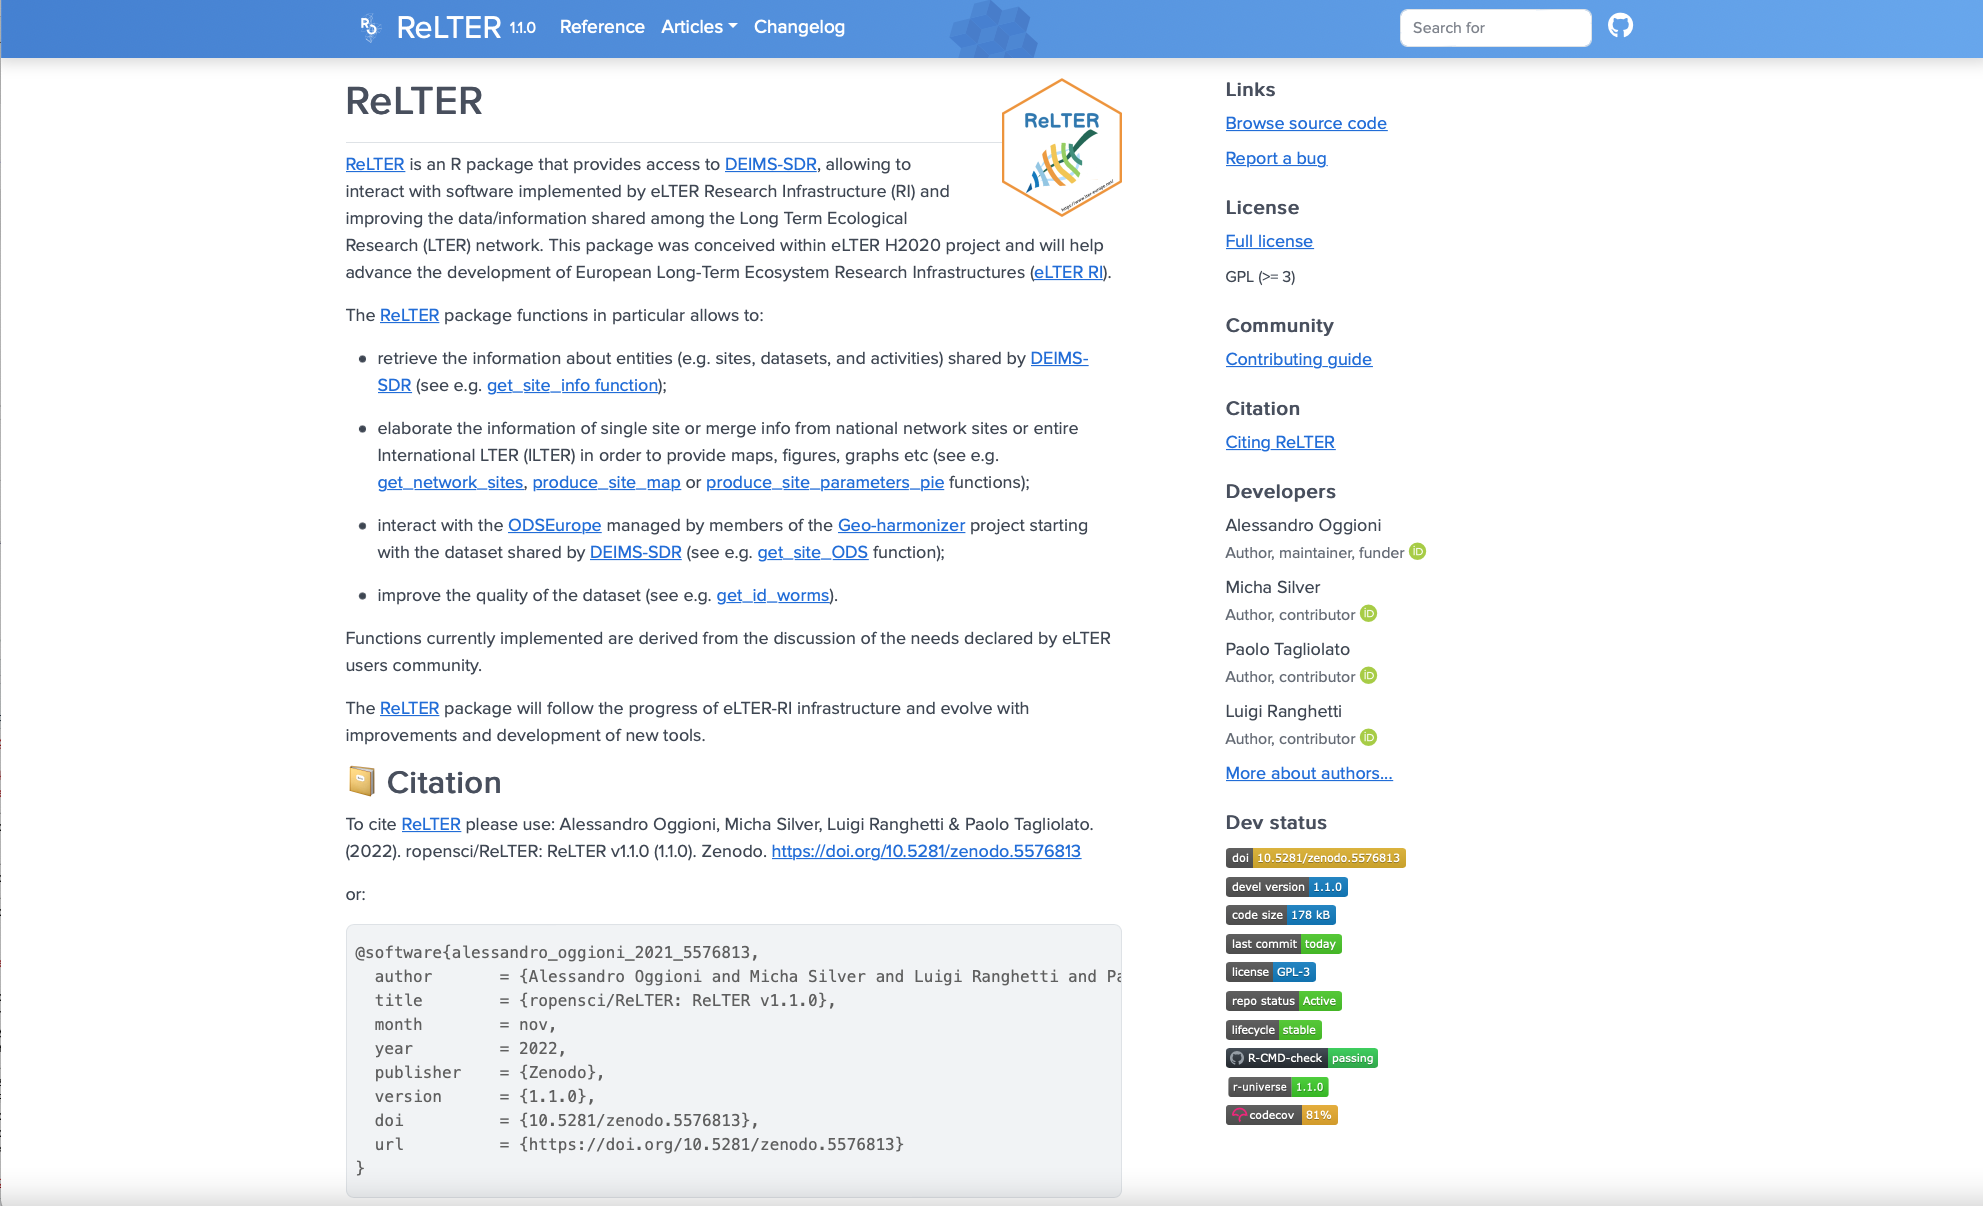 ReLTER 1.1.0 Reference Articles Changelog Search for
ReLTER
ReLTER
ReLTER is an R package that provides access to DEIMS-SDR, allowing to
interact with software implemented by eLTER Research Infrastructure (RI) and
improving the data/information shared among the Long Term Ecological
Research (LTER) network. This package was conceived within eLTER H2020 project and will help
advance the development of European Long-Term Ecosystem Research Infrastructures (eLTER RI).
The ReLTER package functions in particular allows to:
• retrieve the information about entities (e.g. sites, datasets, and activities) shared by DEIMS-
SDR (see e.g. get_site_info function);
• elaborate the information of single site or merge info from national network sites or entire
International LTER (ILTER) in order to provide maps, figures, graphs etc (see e.g.
get_network_sites, produce_site_map or produce_site_parameters_pie functions);
• interact with the ODSEurope managed by members of the Geo-harmonizer project starting
with the dataset shared by DEIMS-SDR (see e.g. get_site_ODS function);
• improve the quality of the dataset (see e.g. get_id_worms).
Functions currently implemented are derived from the discussion of the needs declared by eLTER
users community.
The ReLTER package will follow the progress of eLTER-RI infrastructure and evolve with
improvements and development of new tools.
Citation
To cite ReLTER please use: Alessandro Oggioni, Micha Silver, Luigi Ranghetti & Paolo Tagliolato.
(2022). ropensci/ReLTER: ReLTER v1.1.0 (1.1.0). Zenodo. https://doi.org/10.5281/zenodo.5576813
or:
@software{alessandro_oggioni_2021_5576813,
author = {Alessandro Oggioni and Micha Silver and Luigi Ranghetti and Pa
title = {ropensci/ReLTER: ReLTER v1.1.0},
month = nov,
year = 2022,
publisher = {Zenodo},
version = {1.1.0},
doi = {10.5281/zenodo.5576813},
url = {https://doi.org/10.5281/zenodo.5576813}
}
Links
Browse source code
Report a bug
License
Full license
GPL (>= 3)
Community
Contributing guide
Citation
Citing ReLTER
Developers
Alessandro Oggioni
Author, maintainer, funder iD
Micha Silver
Author, contributor iD
Paolo Tagliolato
Author, contributor iD
Luigi Ranghetti
Author, contributor iD
More about authors...
Dev status
doi 10.5281/zenodo.5576813
devel version 1.1.0
code size 178 kB
last commit today
license GPL-3
repo status Active
lifecycle stable
R-CMD-check passing
r-universe 1.1.0
codecov 81%